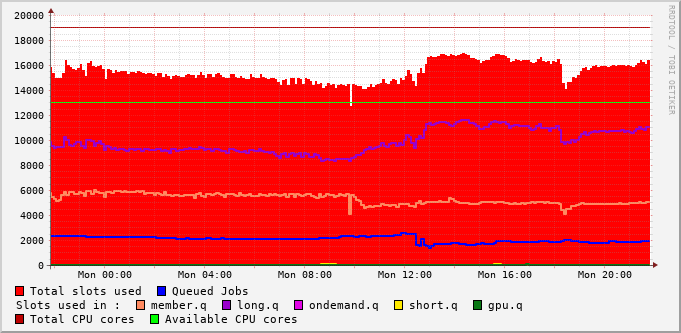 RRDTOOL / TOBI OETIKER
20000
18000
16000
14000
12000
10000
8000
6000
4000
2000
0
Mon 00:00 Mon 04:00 Mon 08:00 Mon 12:00 Mon 16:00 Mon 20:00
Total slots used Queued Jobs
Slots used in : member.q long.q ondemand.q short.q gpu.q
Total CPU cores Available CPU cores